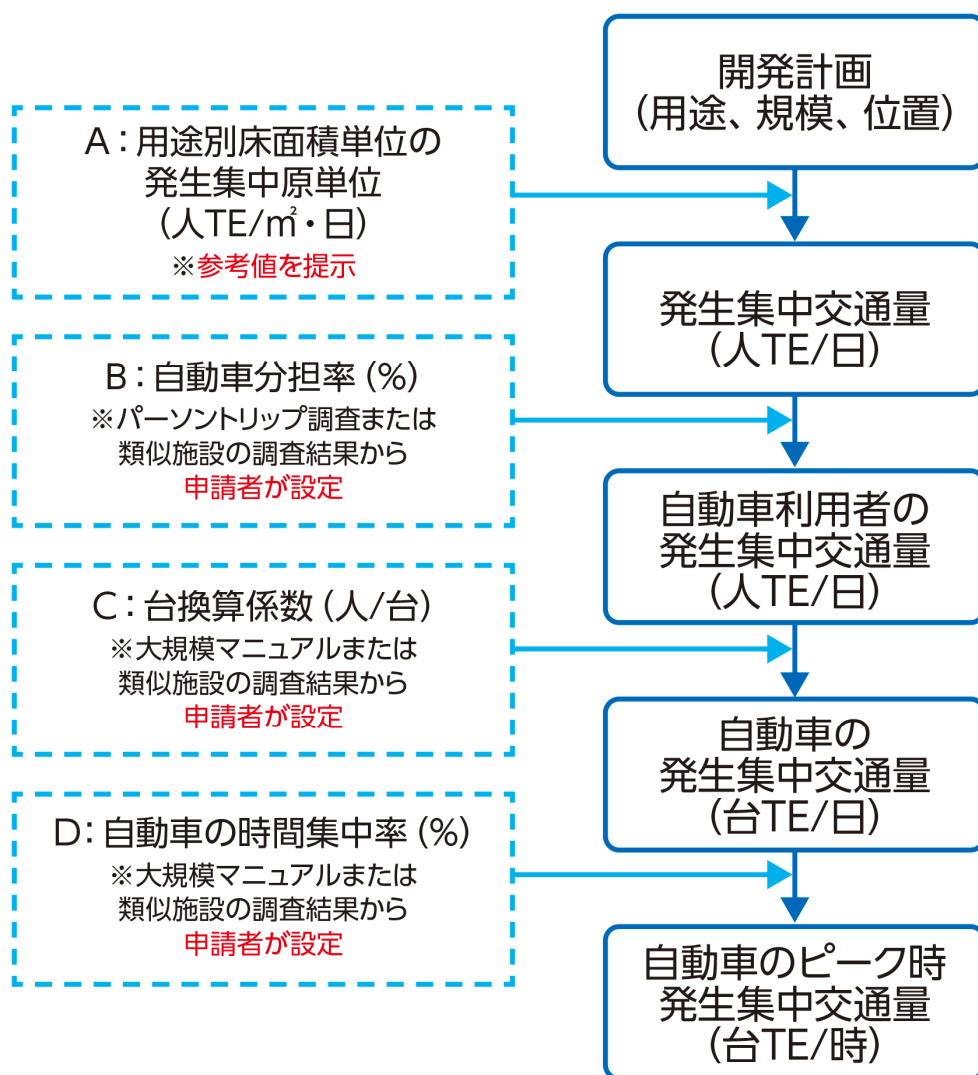 開発計画
(用途、規模、位置)
A：用途別床面積単位の
発生集中原単位
(人TE/㎡・日)
※参考値を提示
発生集中交通量
(人TE/日)
B：自動車分担率 (%)
※パーソントリップ調査または
類似施設の調査結果から
申請者が設定
自動車利用者の
発生集中交通量
(人TE/日)
C：台換算係数 (人/台)
※大規模マニュアルまたは
類似施設の調査結果から
申請者が設定
自動車の
発生集中交通量
(台TE/日)
D：自動車の時間集中率 (%)
※大規模マニュアルまたは
類似施設の調査結果から
申請者が設定
自動車のピーク時
発生集中交通量
(台TE/時)